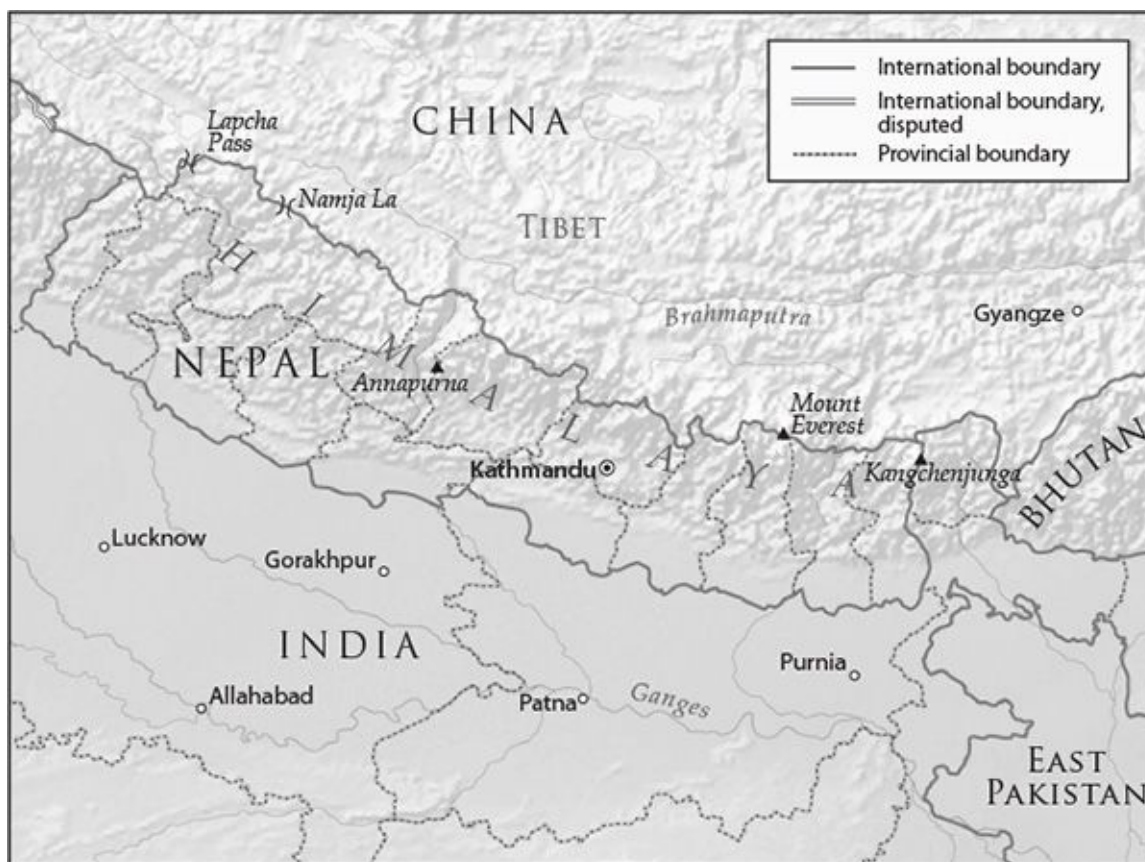 International boundary
International boundary,
disputed
Provincial boundary
CHINA
Lapcha
Pass
Namja La
TIBET
HIMALAYA
Brahmaputra
Gyangze
NEPAL
Annapurna
Mount
Everest
Kathmandu
Kangchenjunga
BHUTAN
Lucknow
Gorakhpur
INDIA
Purnia
Allahabad
Patna
Ganges
EAST
PAKISTAN